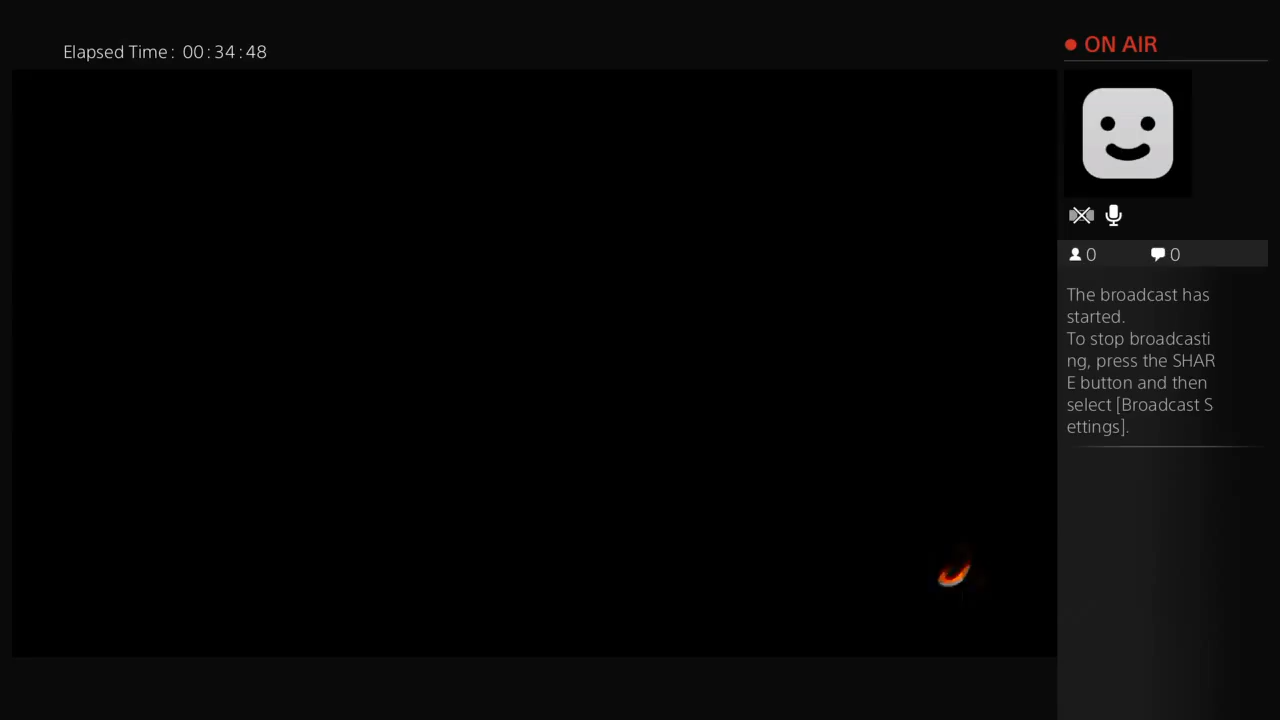 Elapsed Time: 00:34:48
ON AIR
0 0
The broadcast has
started.
To stop broadcasti
ng, press the SHAR
E button and then
select [Broadcast S
ettings].